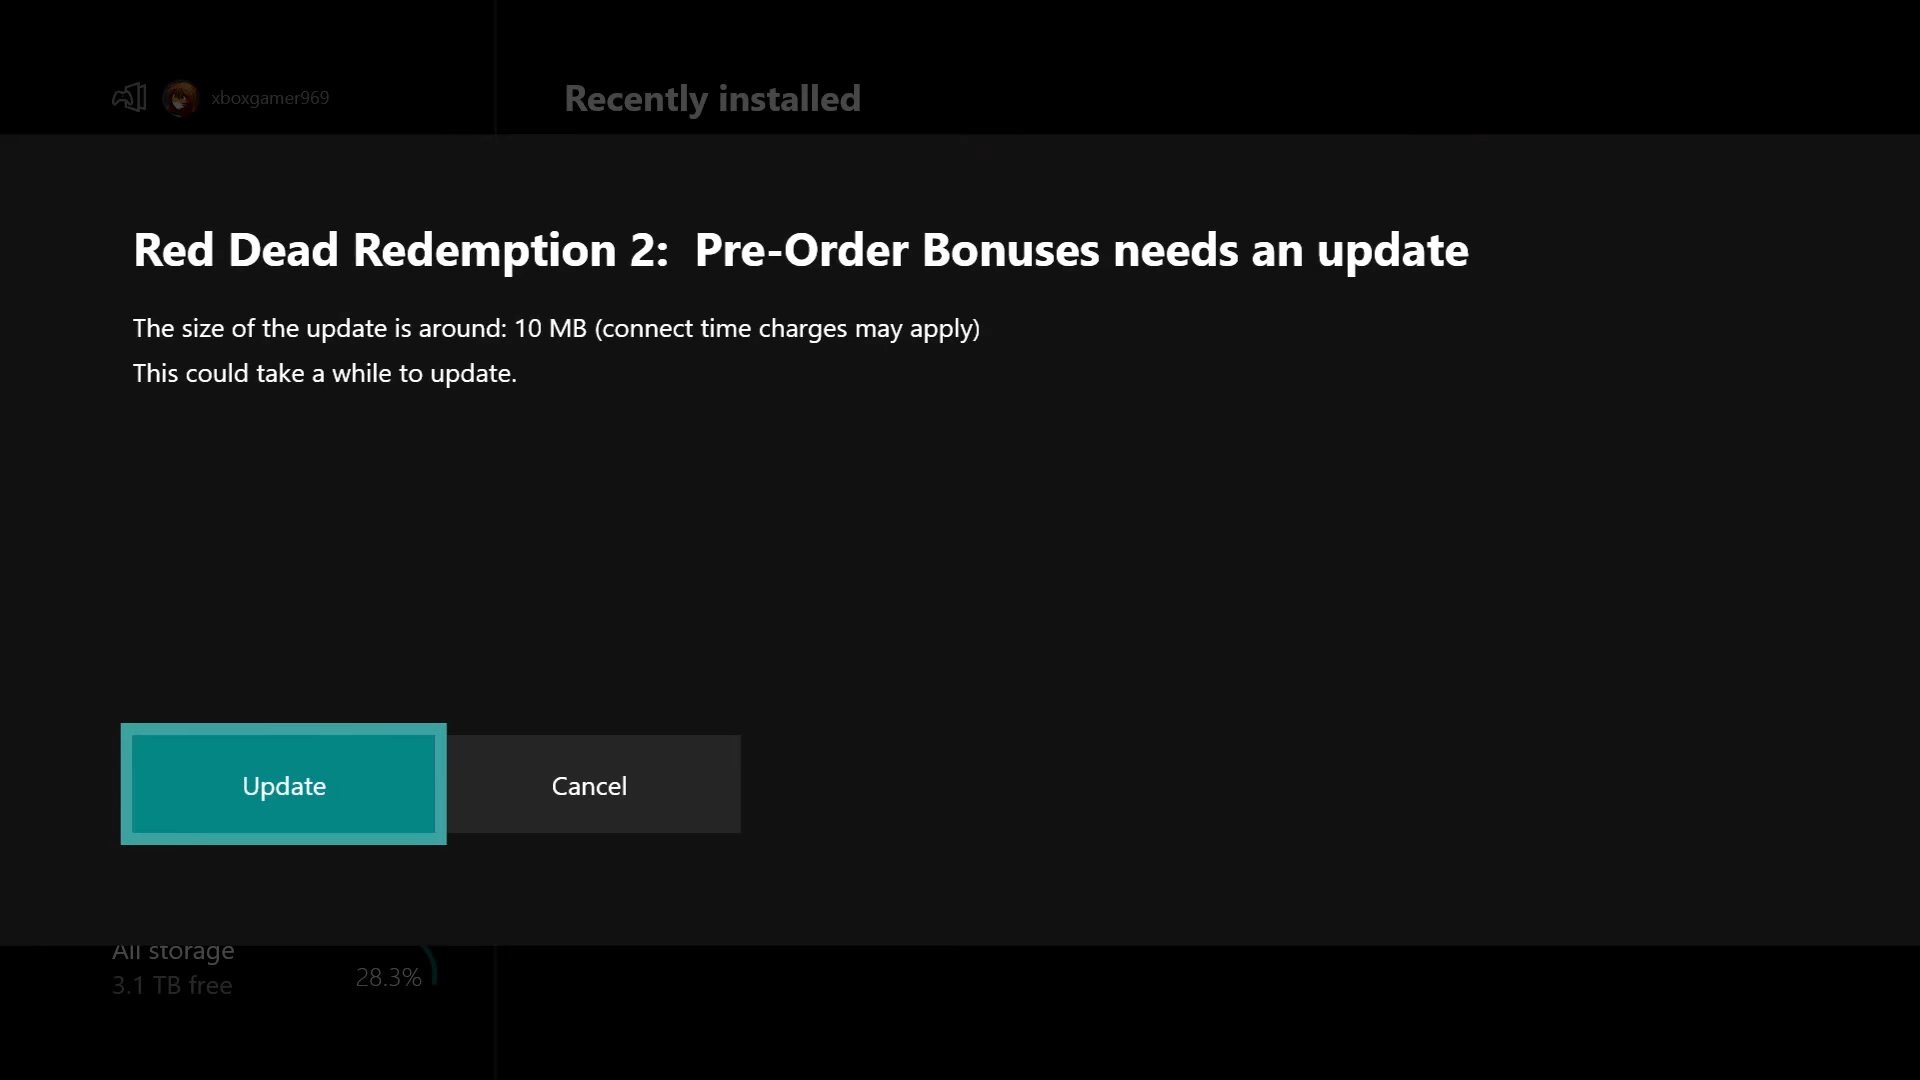 xboxgamer969
Recently installed
Red Dead Redemption 2:  Pre-Order Bonuses needs an update
The size of the update is around: 10 MB (connect time charges may apply)
This could take a while to update.
Update
Cancel
All storage
3.1 TB free
28.3%